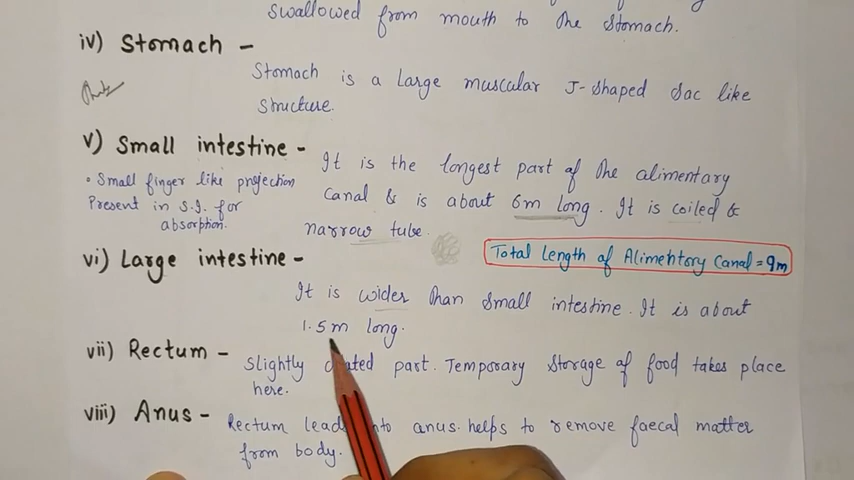 swallowed from mouth to the stomach.
iv) Stomach -
Stomach is a large muscular J-shaped sac like
structure.
v) Small intestine -
It is the longest part of the alimentary
canal & is about 6m long. It is coiled &
narrow tube.
• Small finger like projection
Present in S.I. for
absorption.
vi) Large intestine -
Total Length of Alimentory Canal = 9m
It is wider than small intestine. It is about
1.5m long.
vii) Rectum -
Slightly part. Temporary storage of food takes place
here.
viii) Anus -
Rectum anus. helps to remove faecal matter
from body.